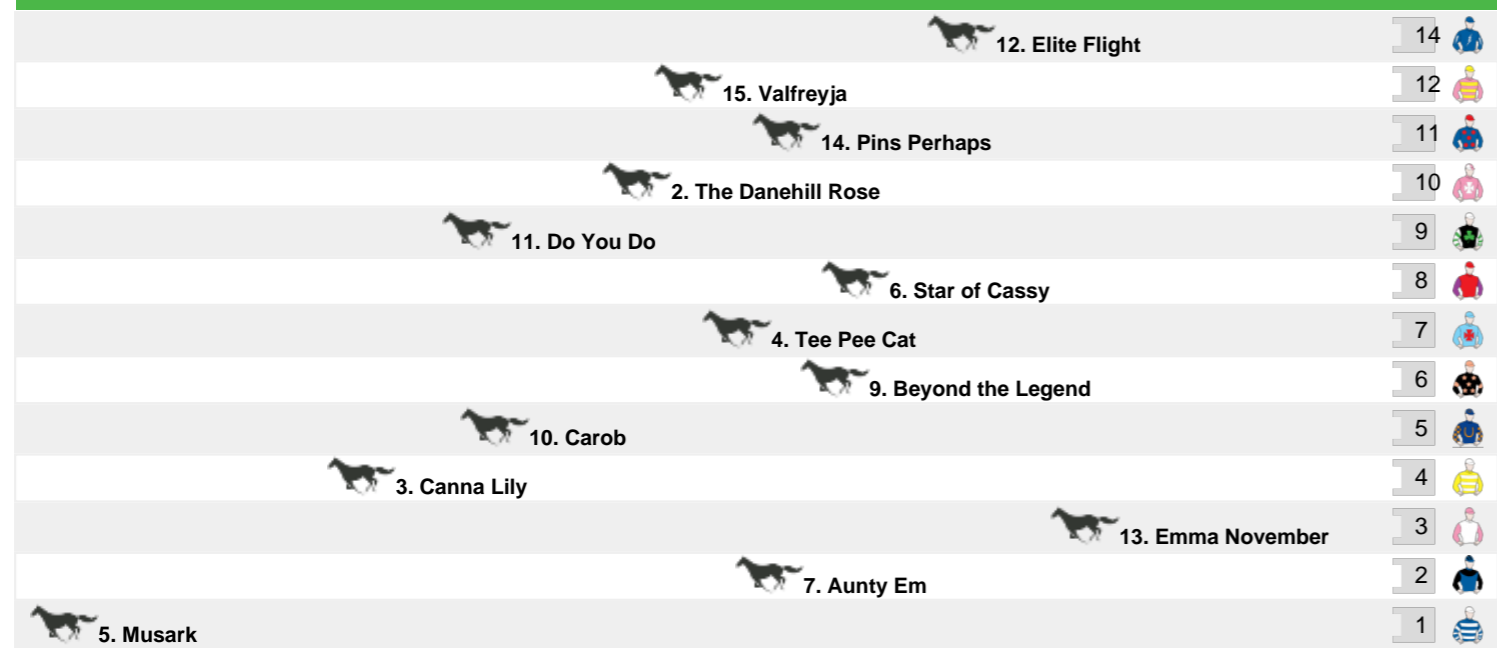 12. Elite Flight 14
15. Valfreyja 12
14. Pins Perhaps 11
2. The Danehill Rose 10
11. Do You Do 9
6. Star of Cassy 8
4. Tee Pee Cat 7
9. Beyond the Legend 6
10. Carob 5
3. Canna Lily 4
13. Emma November 3
7. Aunty Em 2
5. Musark 1